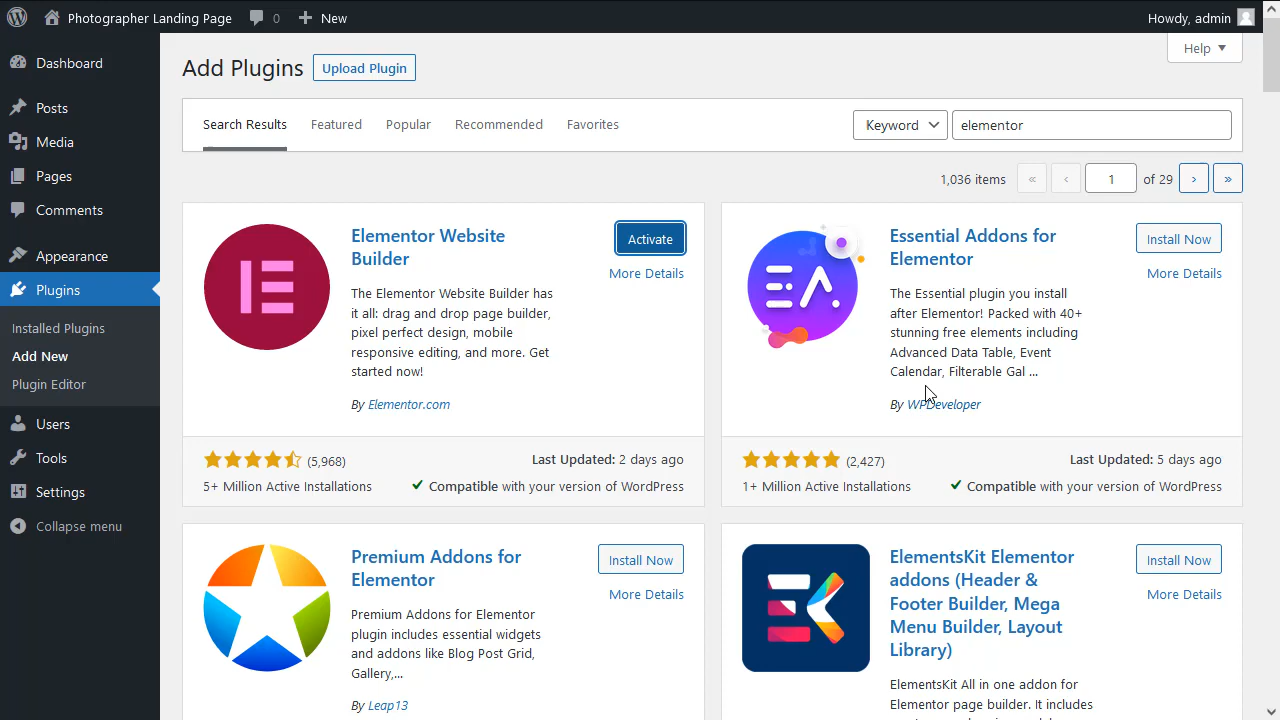 Photographer Landing Page 0 New Howdy, admin
Help
Dashboard
Posts
Media
Pages
Comments
Appearance
Plugins
Installed Plugins
Add New
Plugin Editor
Users
Tools
Settings
Collapse menu
Add Plugins Upload Plugin
Search Results Featured Popular Recommended Favorites Keyword elementor
1,036 items « ‹ 1 of 29 › »
Elementor Website
Builder
Activate
More Details
The Elementor Website Builder has
it all: drag and drop page builder,
pixel perfect design, mobile
responsive editing, and more. Get
started now!
By Elementor.com
(5,968) Last Updated: 2 days ago
5+ Million Active Installations Compatible with your version of WordPress
Essential Addons for
Elementor
Install Now
More Details
The Essential plugin you install
after Elementor! Packed with 40+
stunning free elements including
Advanced Data Table, Event
Calendar, Filterable Gal ...
By WPDeveloper
(2,427) Last Updated: 5 days ago
1+ Million Active Installations Compatible with your version of WordPress
Premium Addons for
Elementor
Install Now
More Details
Premium Addons for Elementor
plugin includes essential widgets
and addons like Blog Post Grid,
Gallery,...
By Leap13
ElementsKit Elementor
addons (Header &
Footer Builder, Mega
Menu Builder, Layout
Library)
Install Now
More Details
ElementsKit All in one addon for
Elementor page builder. It includes